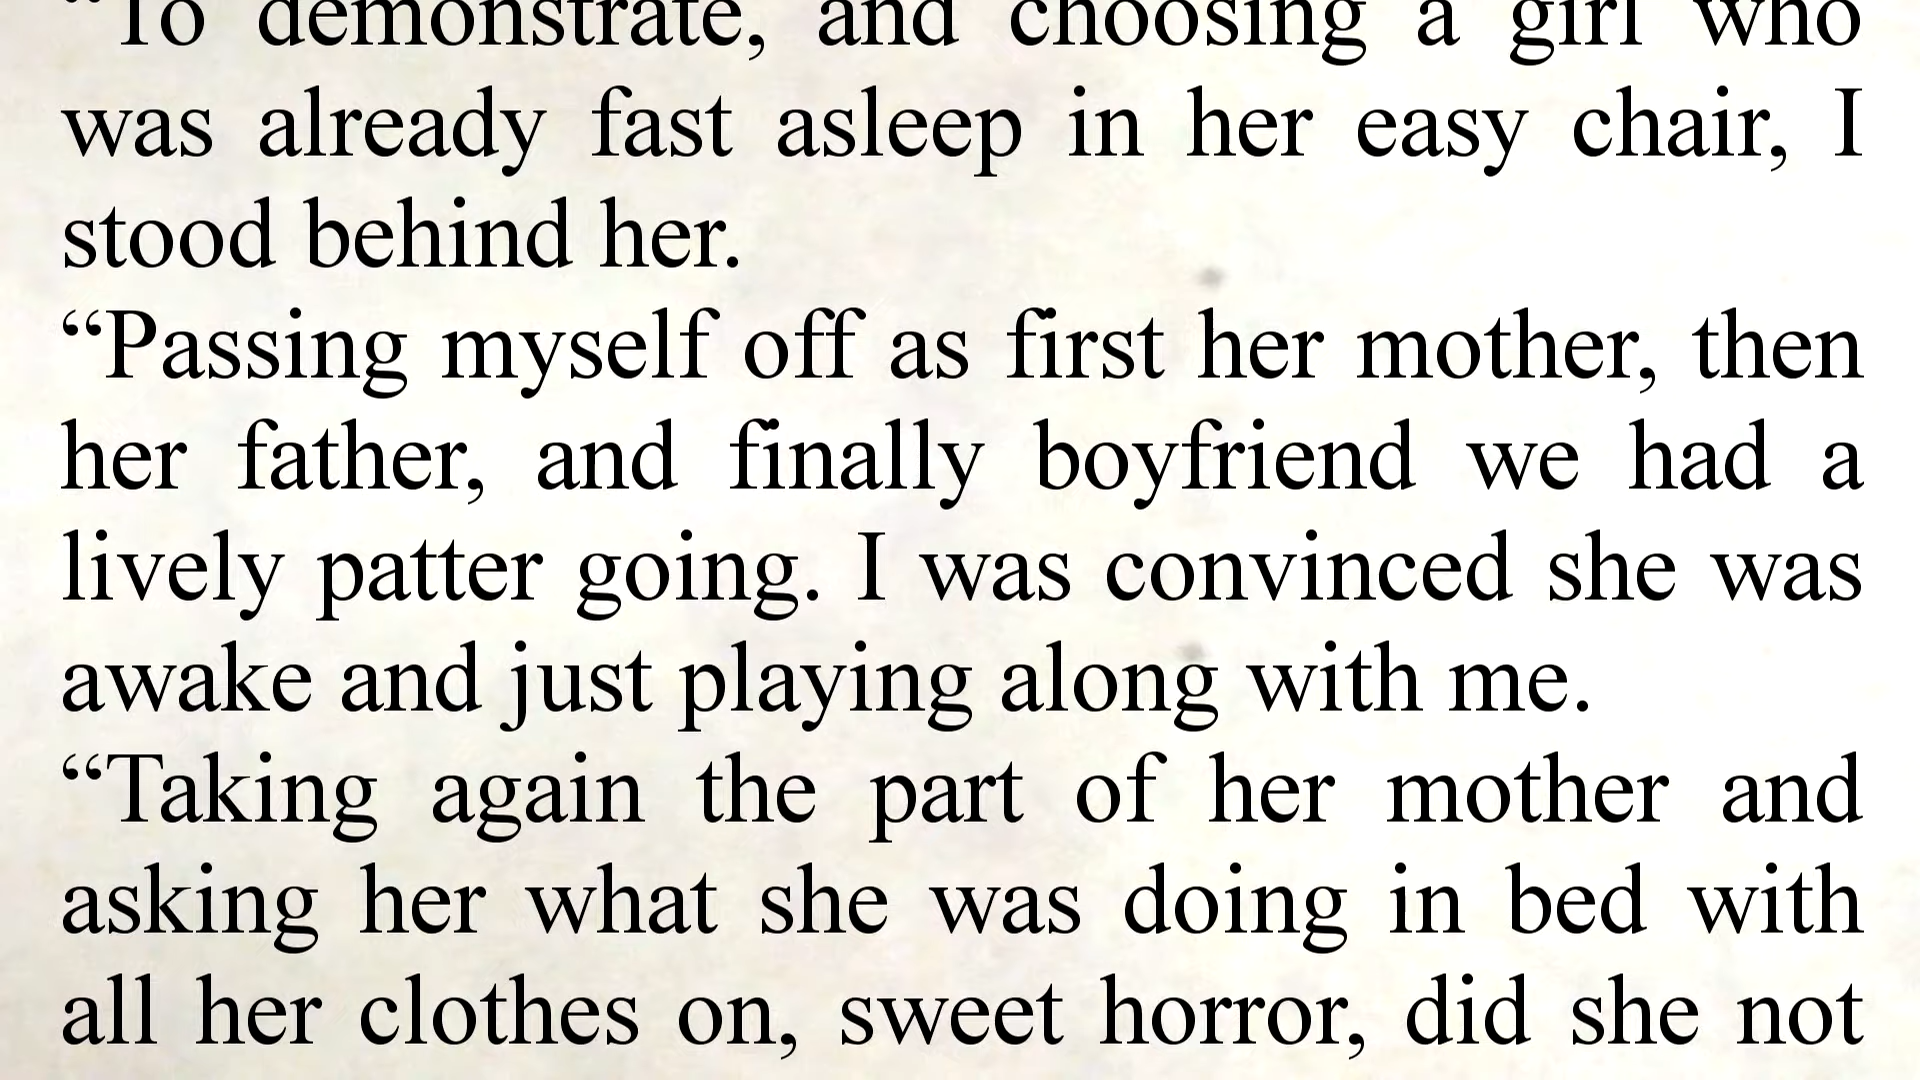 “To demonstrate, and choosing a girl who
was already fast asleep in her easy chair, I
stood behind her.
“Passing myself off as first her mother, then
her father, and finally boyfriend we had a
lively patter going. I was convinced she was
awake and just playing along with me.
“Taking again the part of her mother and
asking her what she was doing in bed with
all her clothes on, sweet horror, did she not